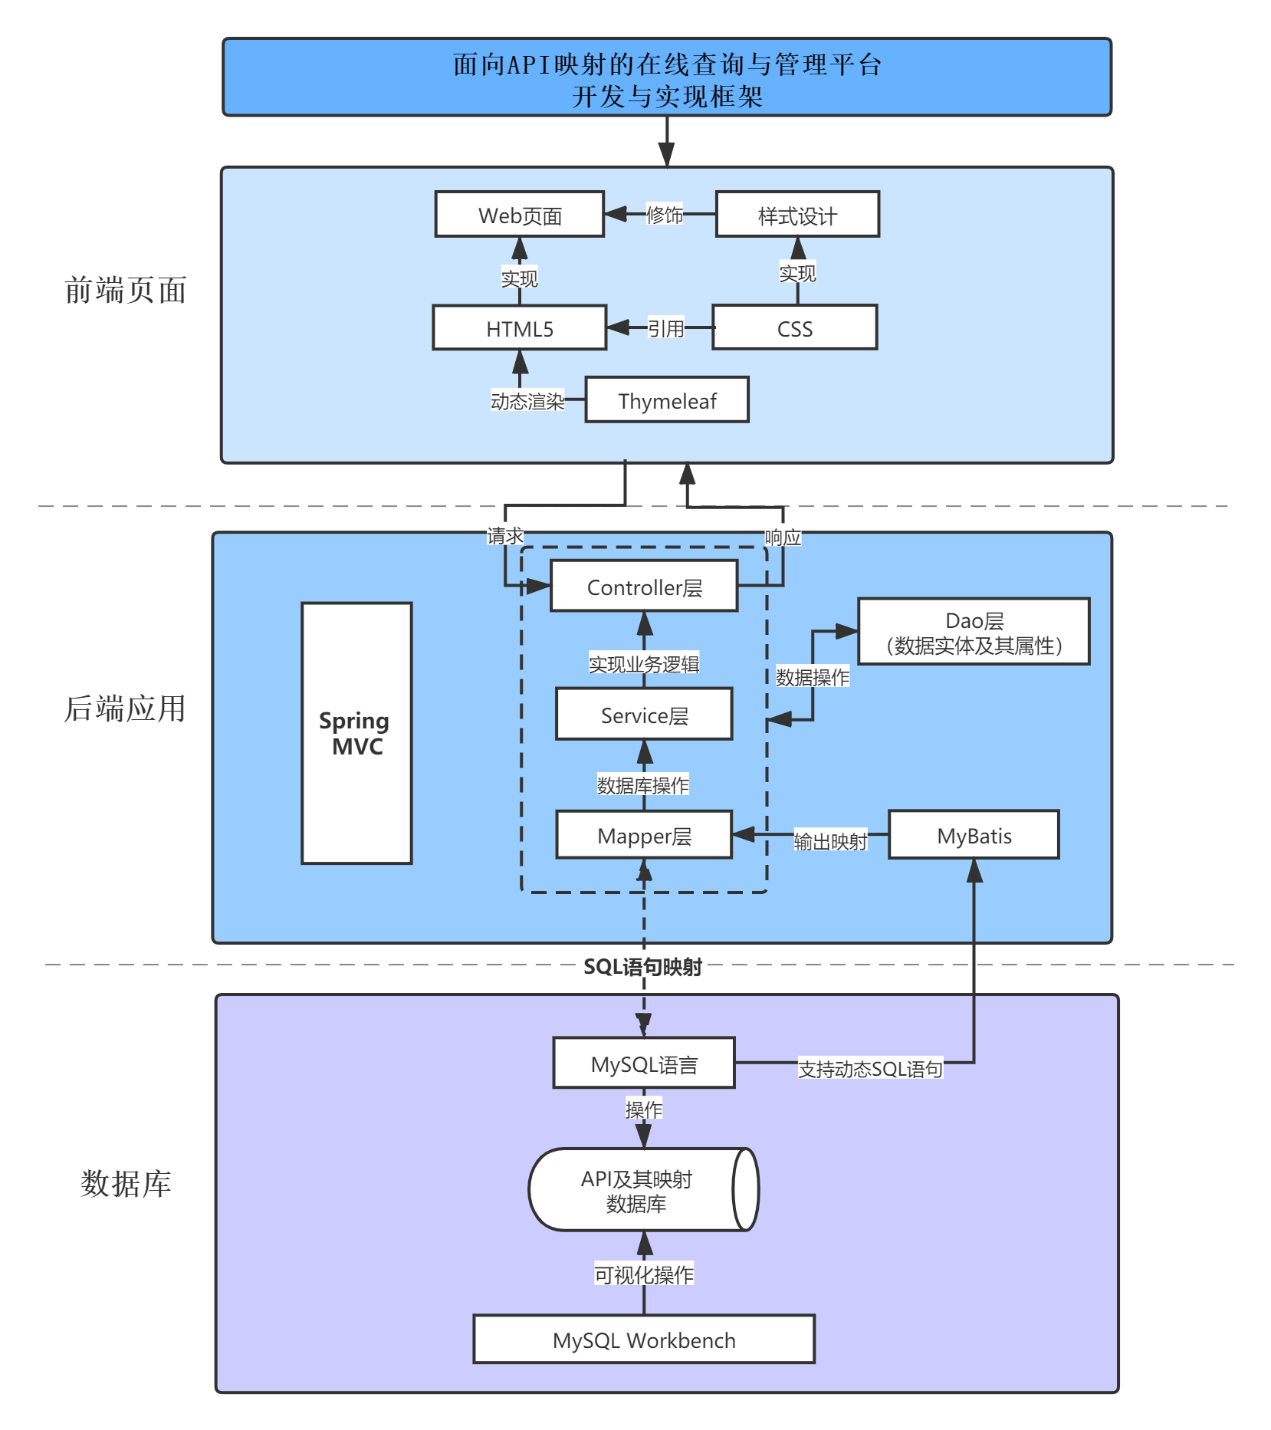 面向API映射的在线查询与管理平台
开发与实现框架
前端页面
Web页面
修饰
样式设计
实现
实现
HTML5
引用
CSS
动态渲染
Thymeleaf
请求
响应
后端应用
Spring
MVC
Controller层
实现业务逻辑
Service层
数据库操作
Mapper层
Dao层
（数据实体及其属性）
数据操作
输出映射
MyBatis
SQL语句映射
数据库
MySQL语言
支持动态SQL语句
操作
API及其映射
数据库
可视化操作
MySQL Workbench